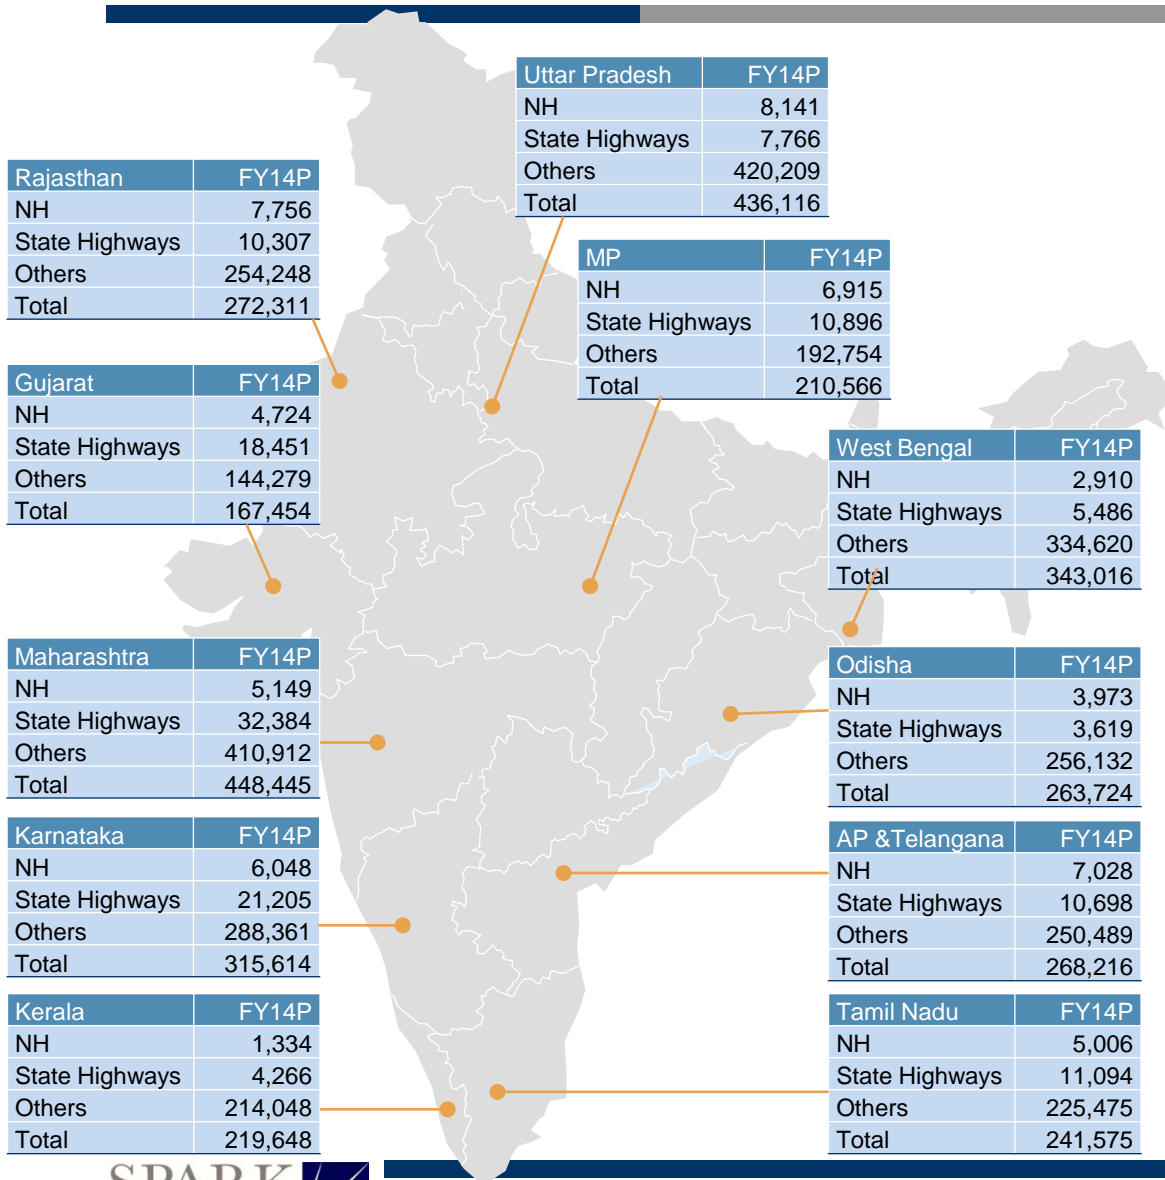 Uttar Pradesh FY14P
NH 8,141
State Highways 7,766
Others 420,209
Total 436,116
Rajasthan FY14P
NH 7,756
State Highways 10,307
Others 254,248
Total 272,311
MP FY14P
NH 6,915
State Highways 10,896
Others 192,754
Total 210,566
Gujarat FY14P
NH 4,724
State Highways 18,451
Others 144,279
Total 167,454
West Bengal FY14P
NH 2,910
State Highways 5,486
Others 334,620
Total 343,016
Maharashtra FY14P
NH 5,149
State Highways 32,384
Others 410,912
Total 448,445
Odisha FY14P
NH 3,973
State Highways 3,619
Others 256,132
Total 263,724
Karnataka FY14P
NH 6,048
State Highways 21,205
Others 288,361
Total 315,614
AP &Telangana FY14P
NH 7,028
State Highways 10,698
Others 250,489
Total 268,216
Kerala FY14P
NH 1,334
State Highways 4,266
Others 214,048
Total 219,648
Tamil Nadu FY14P
NH 5,006
State Highways 11,094
Others 225,475
Total 241,575
SPARK